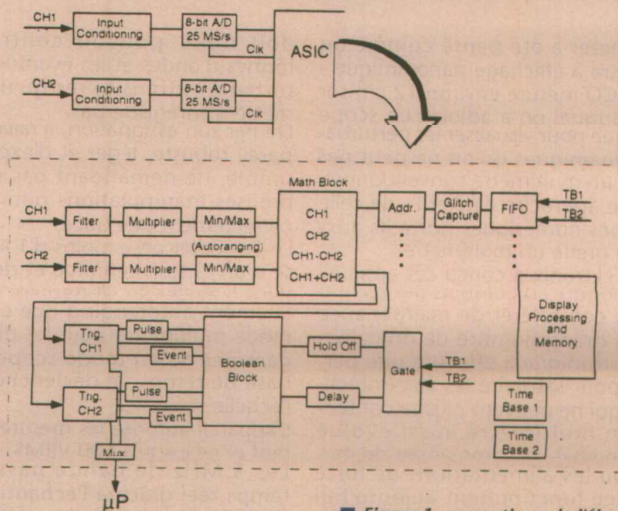 CH1
Input
Conditioning
8-bit A/D
25 MS/s
Clk
ASIC
CH2
Input
Conditioning
8-bit A/D
25 MS/s
Clk
Math Block
CH1
Filter
Multiplier
Min/Max
(Autoranging)
CH2
Filter
Multiplier
Min/Max
CH1
CH2
CH1-CH2
CH1+CH2
Addr.
Glitch
Capture
FIFO
TB1
TB2
Display
Processing
and
Memory
Trig.
CH1
Pulse
Event
Trig.
CH2
Pulse
Event
Boolean
Block
Hold Off
Delay
Gate
TB1
TB2
Time
Base 1
Time
Base 2
Mux
µP